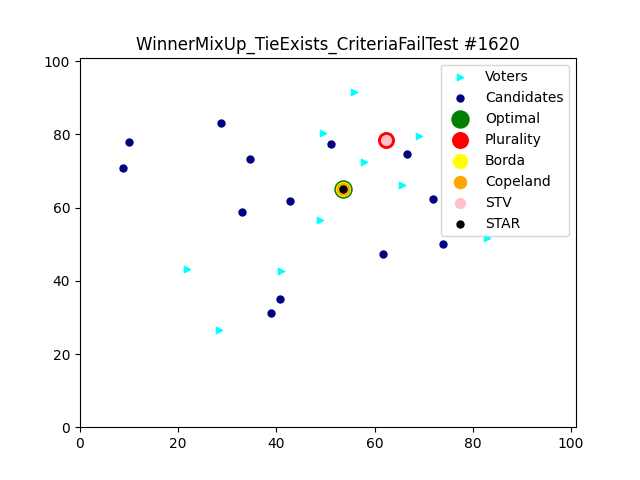 WinnerMixUp_TieExists_CriteriaFailTest #1620
100
80
60
40
20
0
0
20
40
60
80
100
Voters
Candidates
Optimal
Plurality
Borda
Copeland
STV
STAR